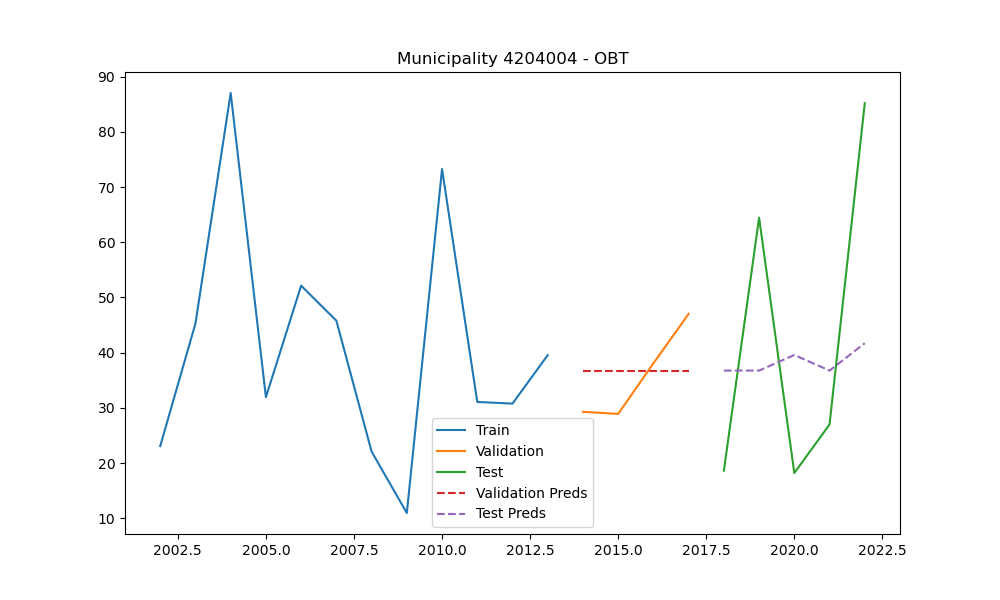 Municipality 4204004 - OBT
90
80
70
60
50
40
30
20
10
Train
Validation
Test
Validation Preds
Test Preds
2002.5 2005.0 2007.5 2010.0 2012.5 2015.0 2017.5 2020.0 2022.5